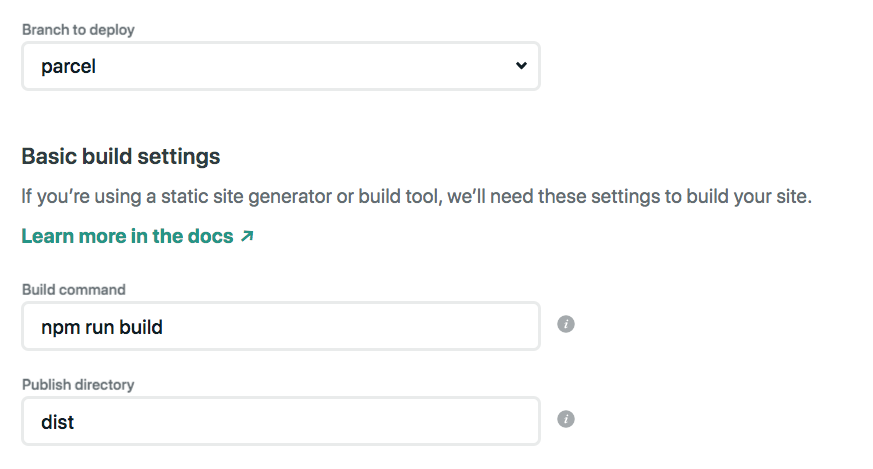 Branch to deploy
parcel
Basic build settings
If you’re using a static site generator or build tool, we’ll need these settings to build your site.
Learn more in the docs ↗
Build command
npm run build
i
Publish directory
dist
i